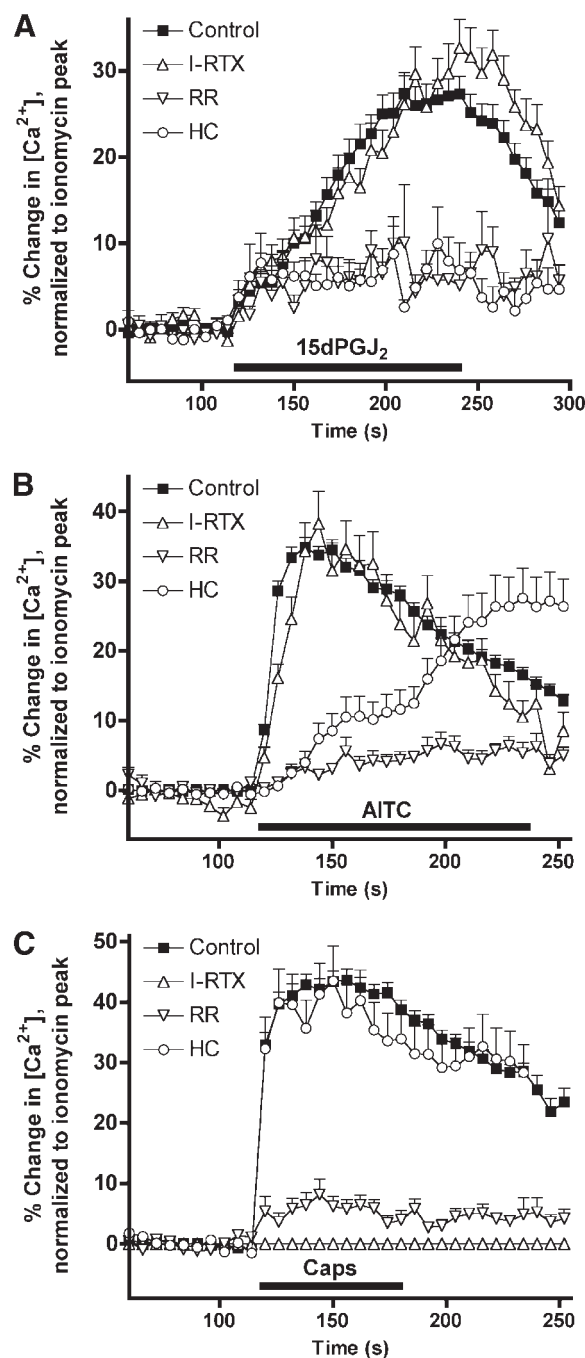 A
% Change in [Ca²⁺],
normalized to ionomycin peak
30
20
10
0
Control
I-RTX
RR
HC
15dPGJ₂
100
150
200
250
300
Time (s)
B
% Change in [Ca²⁺],
normalized to ionomycin peak
40
30
20
10
0
Control
I-RTX
RR
HC
AITC
100
150
200
250
Time (s)
C
% Change in [Ca²⁺],
normalized to ionomycin peak
50
40
30
20
10
0
Control
I-RTX
RR
HC
Caps
100
150
200
250
Time (s)